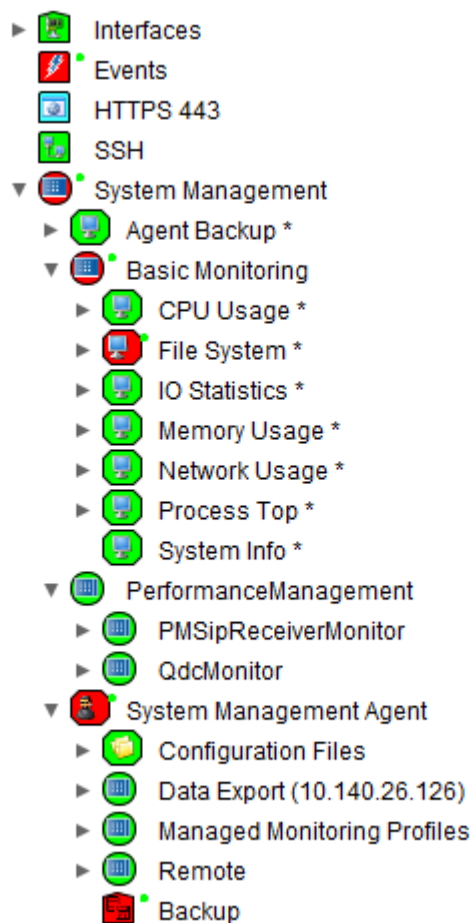 Interfaces
Events
HTTPS 443
SSH
System Management
Agent Backup *
Basic Monitoring
CPU Usage *
File System *
IO Statistics *
Memory Usage *
Network Usage *
Process Top *
System Info *
PerformanceManagement
PMSipReceiverMonitor
QdcMonitor
System Management Agent
Configuration Files
Data Export (10.140.26.126)
Managed Monitoring Profiles
Remote
Backup